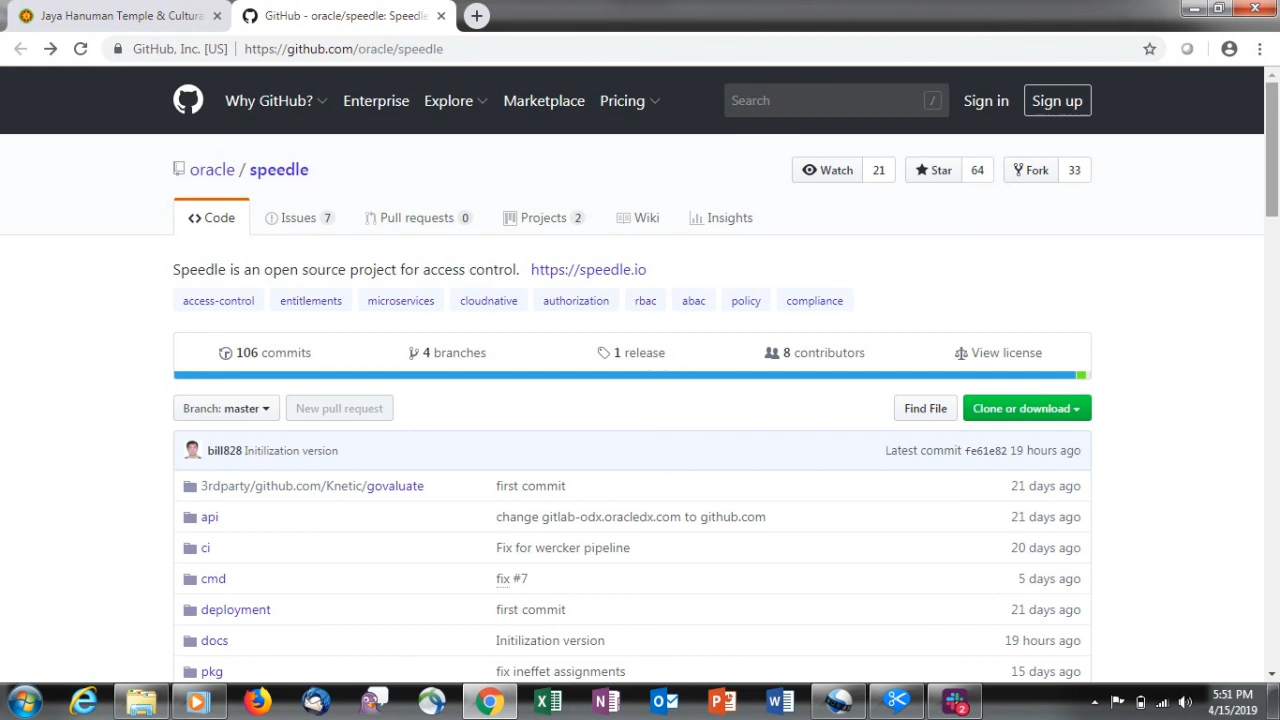 Jaya Hanuman Temple & Cultura
GitHub - oracle/speedle: Speedle
GitHub, Inc. [US] https://github.com/oracle/speedle
Why GitHub? Enterprise Explore Marketplace Pricing Search / Sign in Sign up
oracle / speedle Watch 21 Star 64 Fork 33
Code Issues 7 Pull requests 0 Projects 2 Wiki Insights
Speedle is an open source project for access control. https://speedle.io
access-control entitlements microservices cloudnative authorization rbac abac policy compliance
106 commits 4 branches 1 release 8 contributors View license
Branch: master New pull request Find File Clone or download
bill828 Initilization version Latest commit fe61e82 19 hours ago
3rdparty/github.com/Knetic/govaluate first commit 21 days ago
api change gitlab-odx.oracledx.com to github.com 21 days ago
ci Fix for wercker pipeline 20 days ago
cmd fix #7 5 days ago
deployment first commit 21 days ago
docs Initilization version 19 hours ago
pkg fix ineffet assignments 15 days ago
5:51 PM
4/15/2019